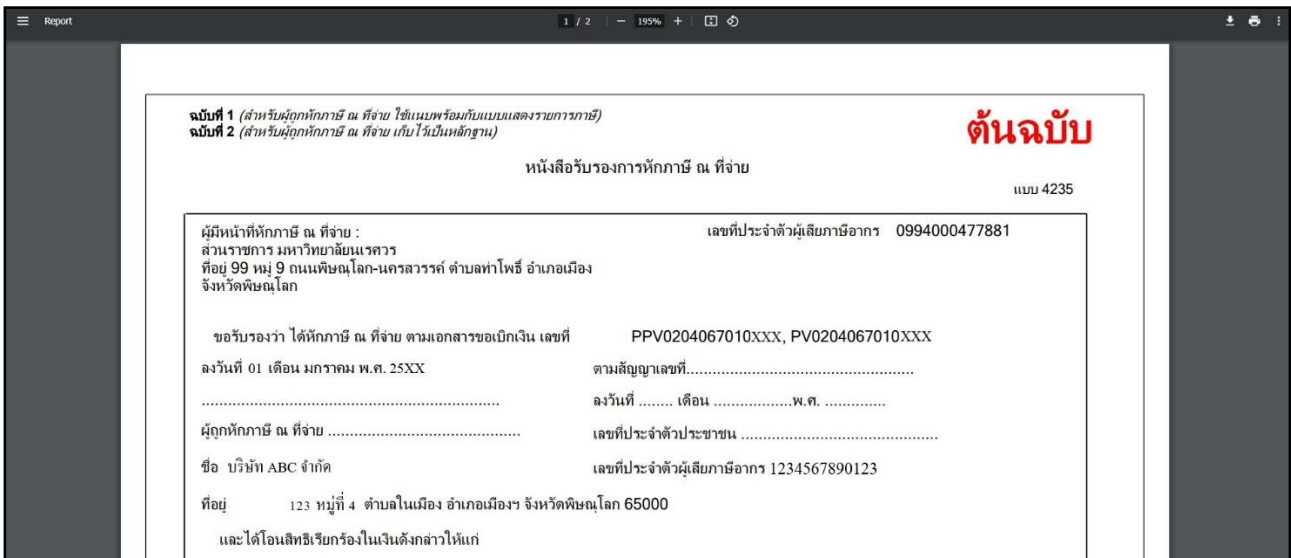 Report 1 / 2 195%
ฉบับที่ 1 (สำหรับผู้ถูกหักภาษี ณ ที่จ่าย ใช้แนบพร้อมกับแบบแสดงรายการภาษี)
ฉบับที่ 2 (สำหรับผู้ถูกหักภาษี ณ ที่จ่าย เก็บไว้เป็นหลักฐาน)
ต้นฉบับ
หนังสือรับรองการหักภาษี ณ ที่จ่าย
แบบ 4235
ผู้มีหน้าที่หักภาษี ณ ที่จ่าย : เลขที่ประจำตัวผู้เสียภาษีอากร 0994000477881
ส่วนราชการ มหาวิทยาลัยนเรศวร
ที่อยู่ 99 หมู่ 9 ถนนพิษณุโลก-นครสวรรค์ ตำบลท่าโพธิ์ อำเภอเมือง
จังหวัดพิษณุโลก
ขอรับรองว่า ได้หักภาษี ณ ที่จ่าย ตามเอกสารขอเบิกเงิน เลขที่ PPV0204067010XXX, PV0204067010XXX
ลงวันที่ 01 เดือน มกราคม พ.ศ. 25XX ตามสัญญาเลขที่....................................................
................................................................... ลงวันที่ ........ เดือน ..................พ.ศ. ..............
ผู้ถูกหักภาษี ณ ที่จ่าย ............................................ เลขที่ประจำตัวประชาชน .............................................
ชื่อ บริษัท ABC จำกัด เลขที่ประจำตัวผู้เสียภาษีอากร 1234567890123
ที่อยู่ 123 หมู่ที่ 4 ตำบลในเมือง อำเภอเมืองฯ จังหวัดพิษณุโลก 65000
และได้โอนสิทธิเรียกร้องในเงินดังกล่าวให้แก่